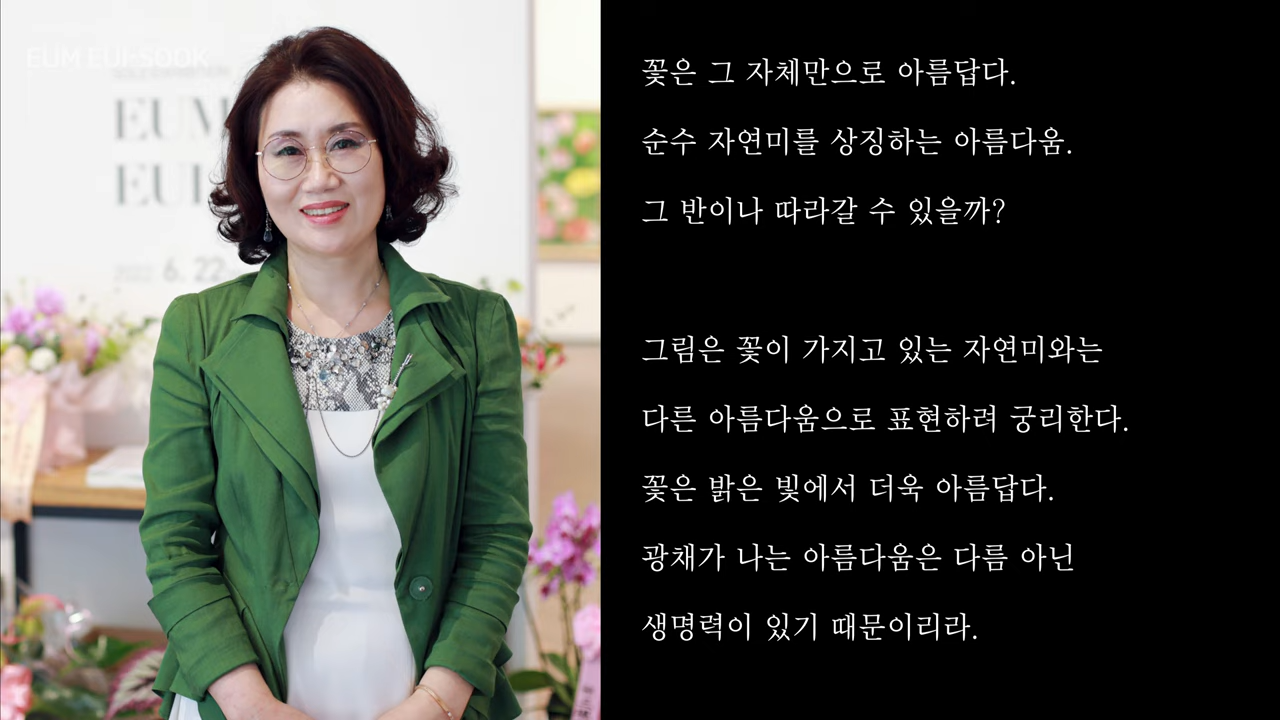 EUM EUI-SOOK
SOLO EXHIBITION
EUM
EUI
6. 22
꽃은 그 자체만으로 아름답다.
순수 자연미를 상징하는 아름다움.
그 반이나 따라갈 수 있을까?
그림은 꽃이 가지고 있는 자연미와는
다른 아름다움으로 표현하려 궁리한다.
꽃은 밝은 빛에서 더욱 아름답다.
광채가 나는 아름다움은 다름 아닌
생명력이 있기 때문이리라.